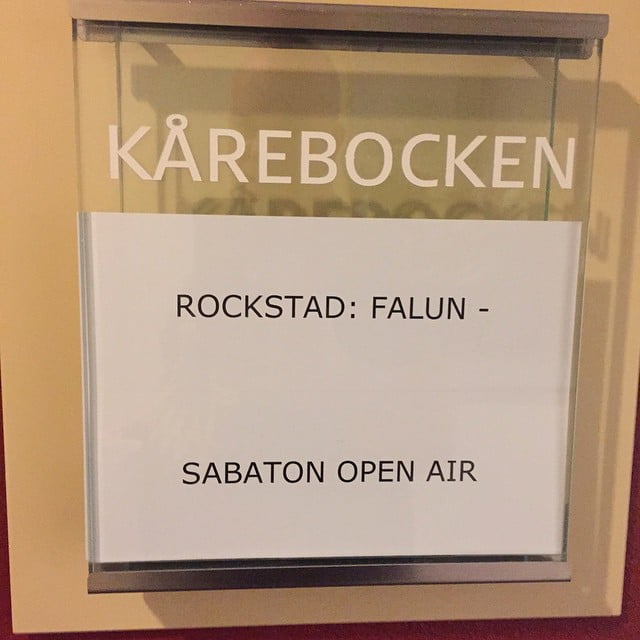 KÅREBOCKEN
ROCKSTAD: FALUN -
SABATON OPEN AIR